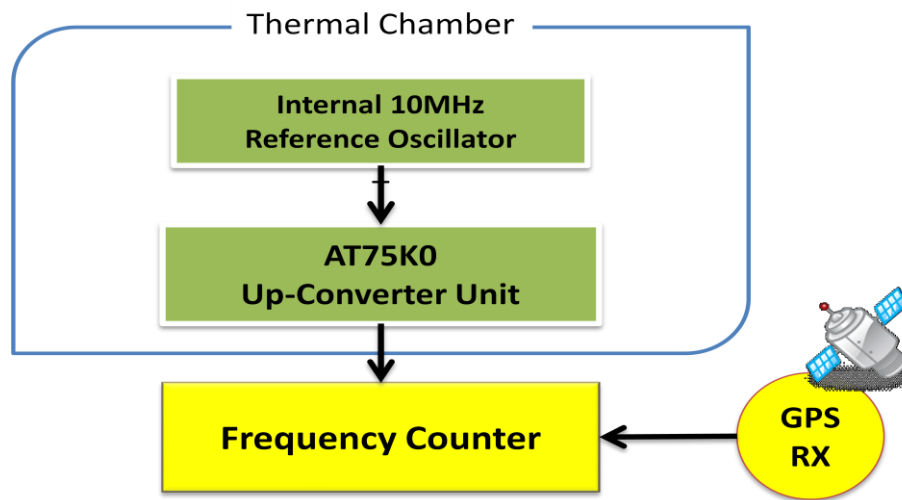 Thermal Chamber
Internal 10MHz
Reference Oscillator
AT75K0
Up-Converter Unit
Frequency Counter
GPS
RX